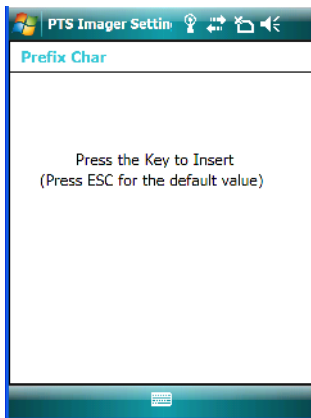 PTS Imager Settin
Prefix Char
Press the Key to Insert
(Press ESC for the default value)